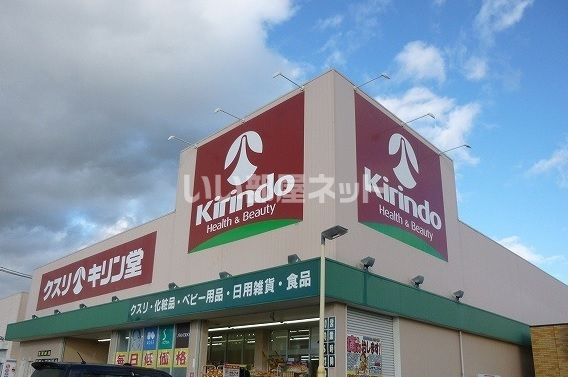 Kirindo
Health & Beauty
Kirindo
Health & Beauty
クスリ キリン堂
クスリ・化粧品・ベビー用品・日用雑貨・食品
毎日低価格
いい部屋ネット